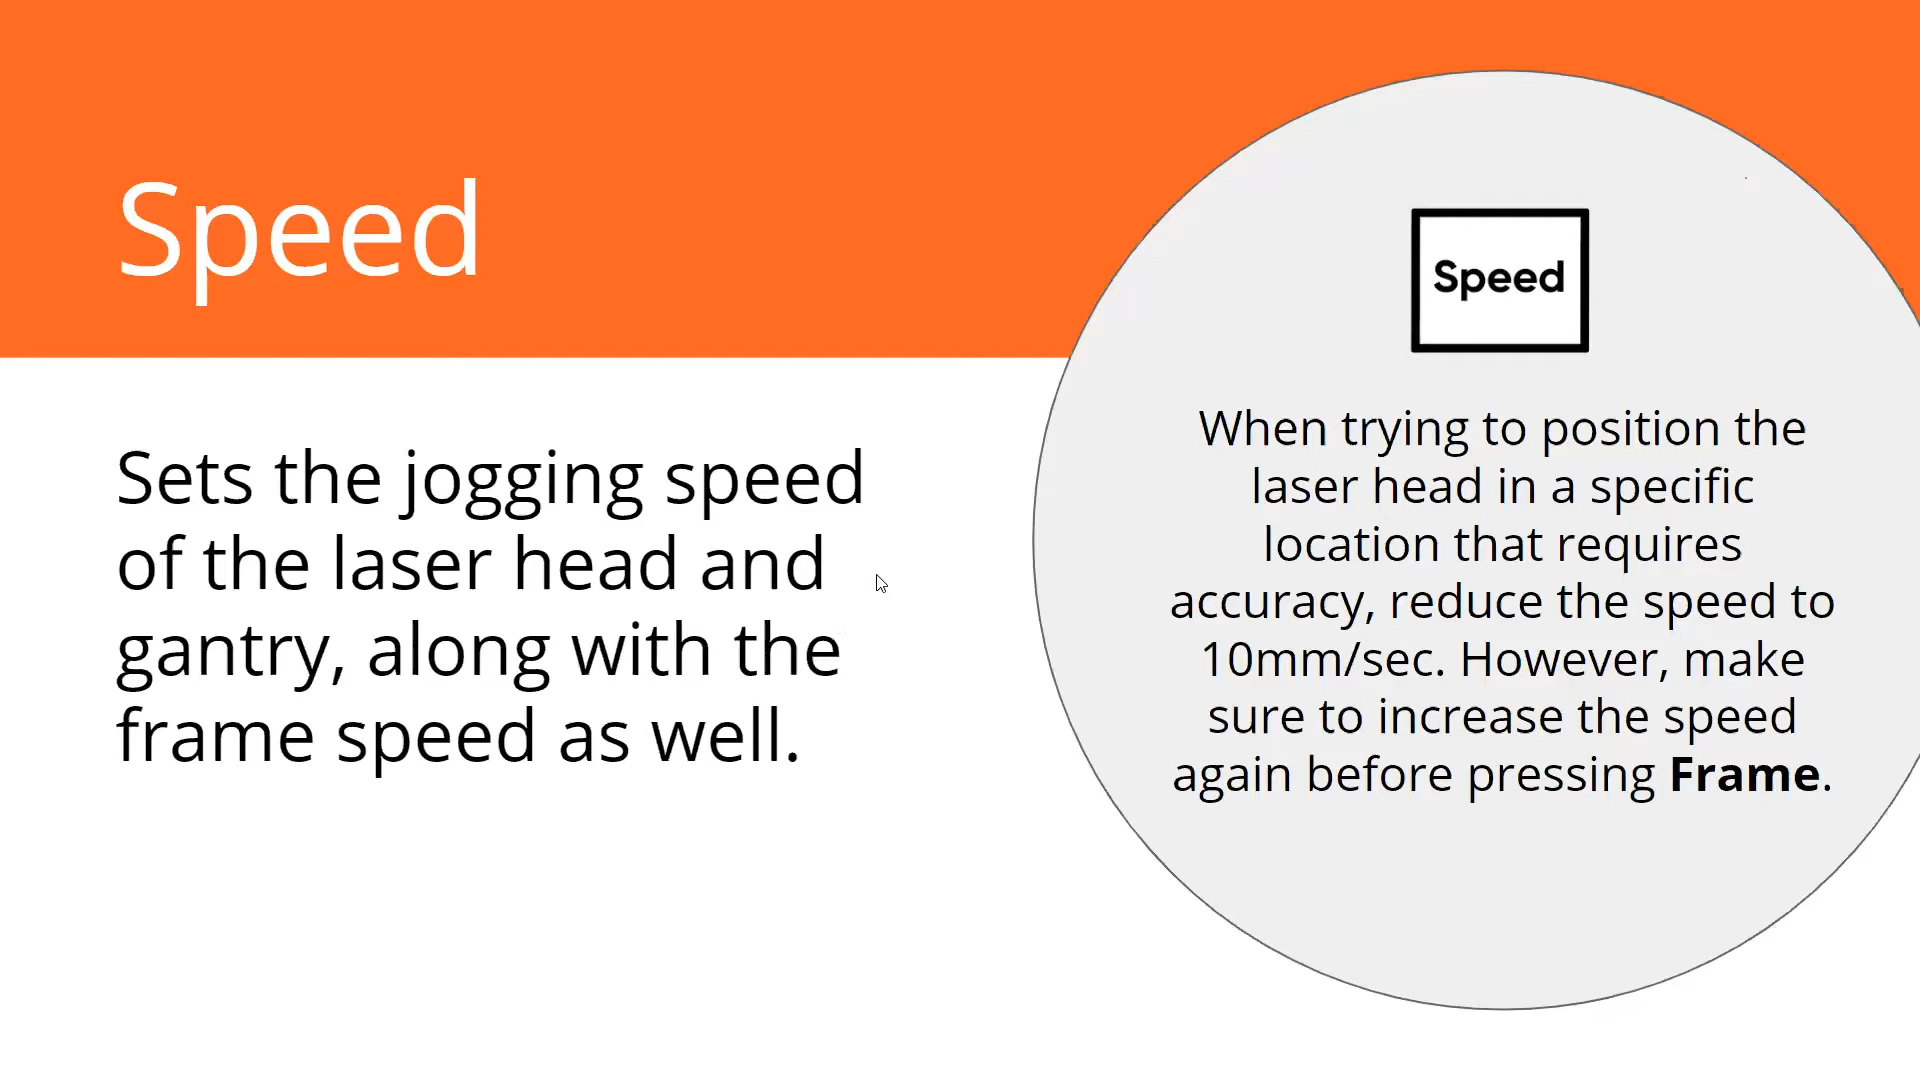 Speed
Sets the jogging speed
of the laser head and
gantry, along with the
frame speed as well.
Speed
When trying to position the
laser head in a specific
location that requires
accuracy, reduce the speed to
10mm/sec. However, make
sure to increase the speed
again before pressing Frame.